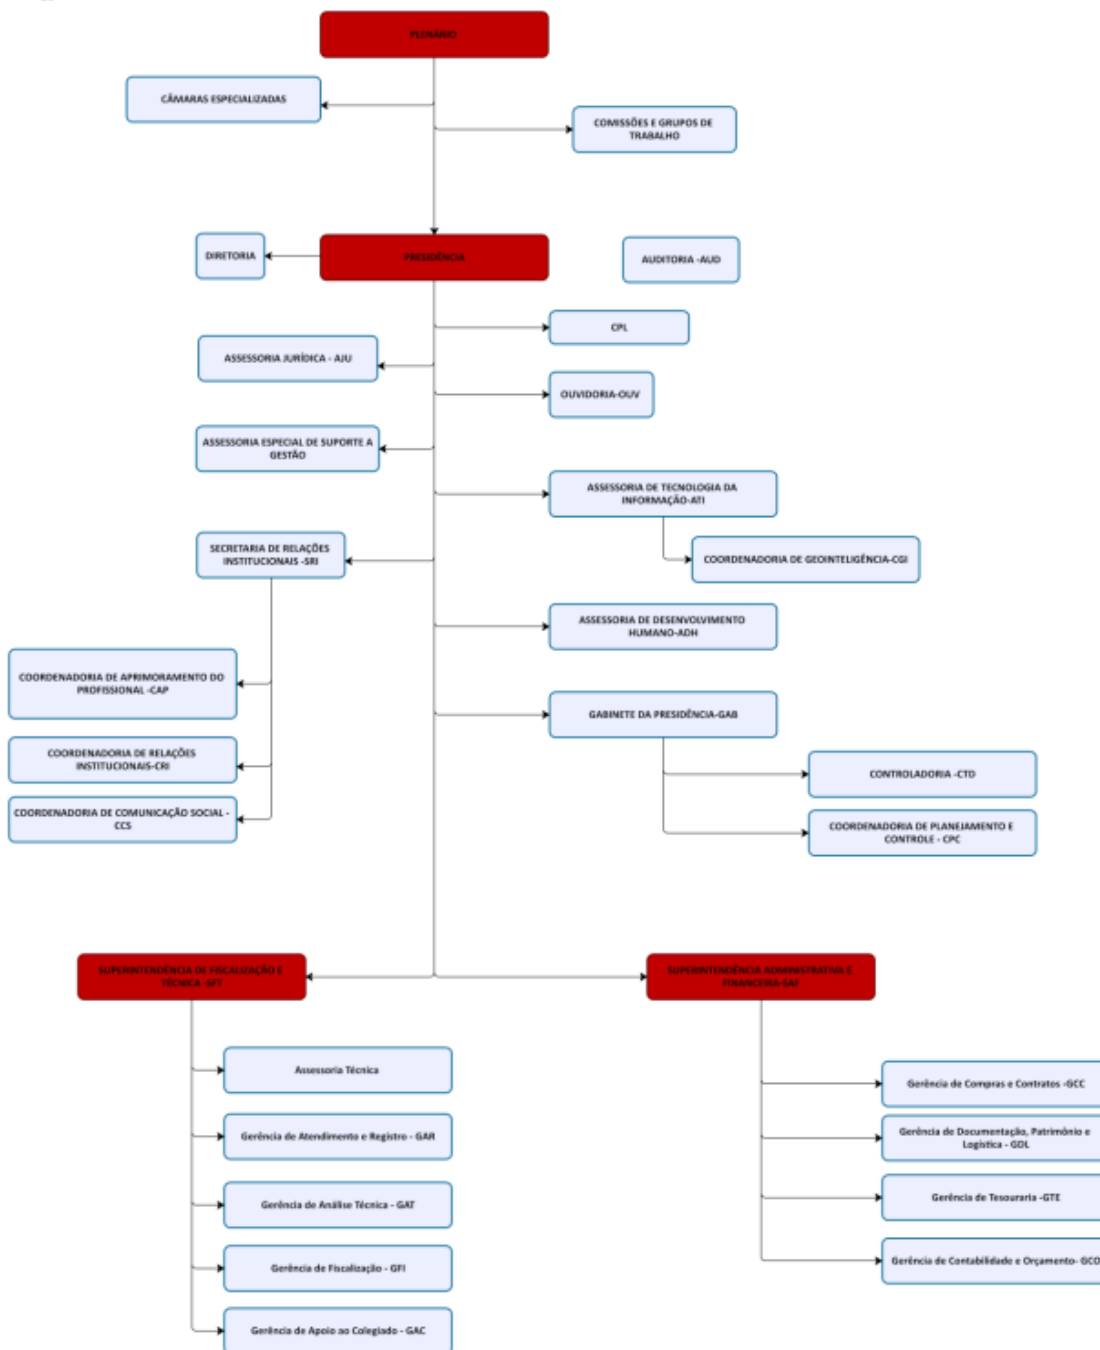 PLENÁRIO
CÂMARAS ESPECIALIZADAS
COMISSÕES E GRUPOS DE
TRABALHO
DIRETORIA
PRESIDÊNCIA
AUDITORIA -AUD
CPL
ASSESSORIA JURÍDICA - AJU
OUVIDORIA-OUV
ASSESSORIA ESPECIAL DE SUPORTE A
GESTÃO
ASSESSORIA DE TECNOLOGIA DA
INFORMAÇÃO-ATI
SECRETARIA DE RELAÇÕES
INSTITUCIONAIS -SRI
COORDENADORIA DE GEOINTELIGÊNCIA-CGI
ASSESSORIA DE DESENVOLVIMENTO
HUMANO-ADH
COORDENADORIA DE APRIMORAMENTO DO
PROFISSIONAL -CAP
GABINETE DA PRESIDÊNCIA-GAB
COORDENADORIA DE RELAÇÕES
INSTITUCIONAIS-CRI
CONTROLADORIA -CTD
COORDENADORIA DE COMUNICAÇÃO SOCIAL -
CCS
COORDENADORIA DE PLANEJAMENTO E
CONTROLE - CPC
SUPERINTENDÊNCIA DE FISCALIZAÇÃO E
TECNICA -SFT
SUPERINTENDÊNCIA ADMINISTRATIVA E
FINANCEIRA-SAF
Assessoria Técnica
Gerência de Atendimento e Registro - GAR
Gerência de Análise Técnica - GAT
Gerência de Fiscalização - GFI
Gerência de Apoio ao Colegiado - GAC
Gerência de Compras e Contratos -GCC
Gerência de Documentação, Patrimônio e
Logística - GDL
Gerência de Tesouraria -GTE
Gerência de Contabilidade e Orçamento- GCO